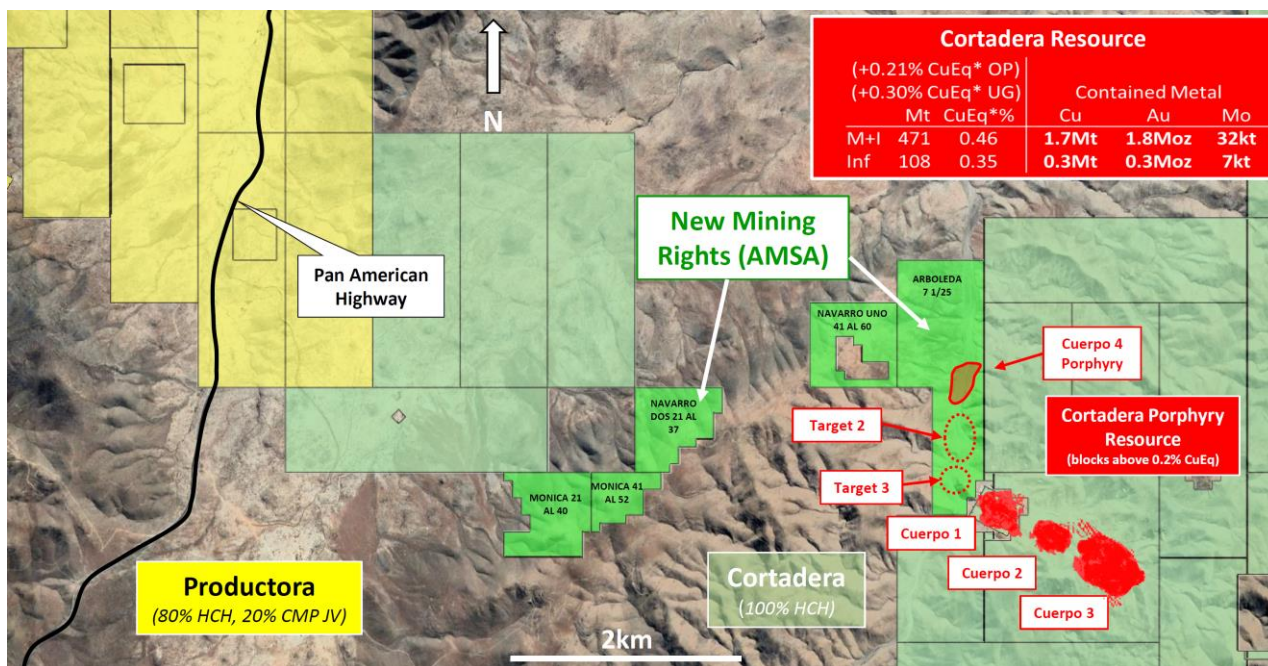 Cortadera Resource
(+0.21% CuEq* OP)
(+0.30% CuEq* UG) Contained Metal
Mt CuEq*% Cu Au Mo
M+I 471 0.46 1.7Mt 1.8Moz 32kt
Inf 108 0.35 0.3Mt 0.3Moz 7kt
N
New Mining
Rights (AMSA)
Pan American
Highway
ARBOLEDA
7 1/25
NAVARRO UNO
41 AL 60
Cuerpo 4
Porphyry
NAVARRO
DOS 21 AL
37
Cortadera Porphyry
Resource
(blocks above 0.2% CuEq)
Target 2
Target 3
MONICA 21
AL 40
MONICA 41
AL 52
Cuerpo 1
Cuerpo 2
Cuerpo 3
Productora
(80% HCH, 20% CMP JV)
Cortadera
(100% HCH)
2km